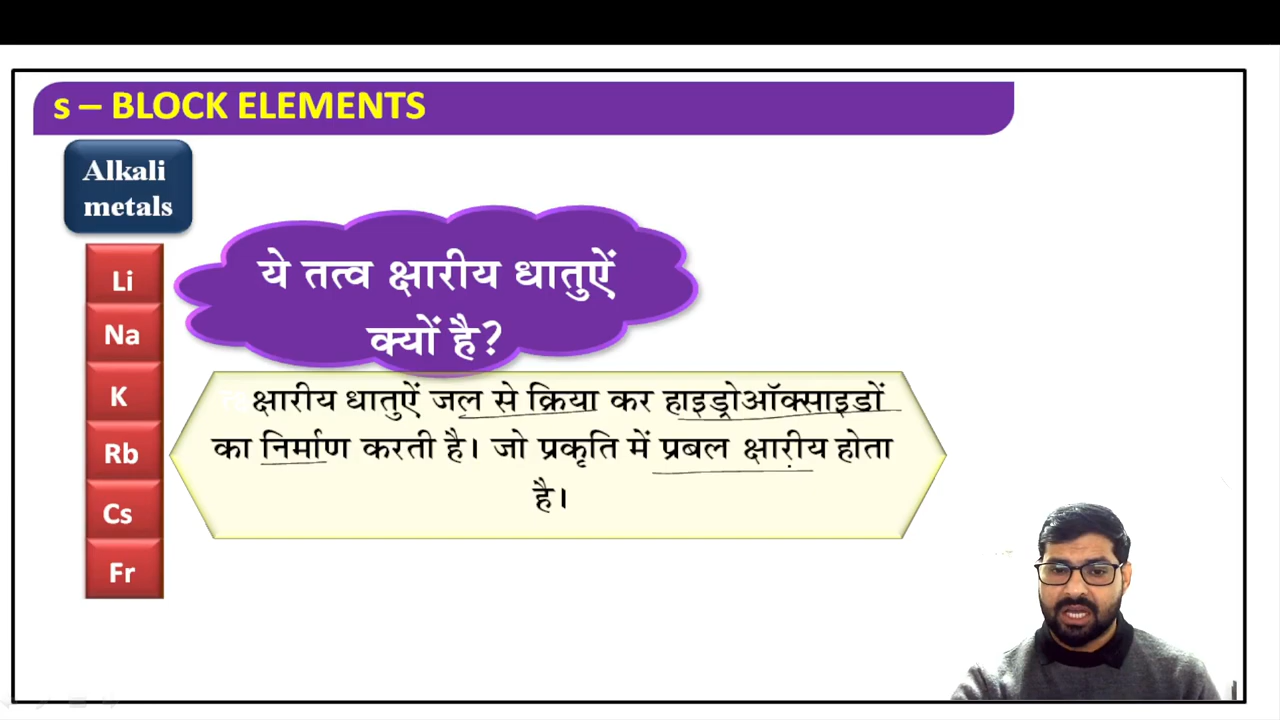 s – BLOCK ELEMENTS
Alkali
metals
Li
Na
K
Rb
Cs
Fr
ये तत्व क्षारीय धातुऐं
क्यों है?
क्षारीय धातुऐं जल से क्रिया कर हाइड्रोऑक्साइडों
का निर्माण करती है। जो प्रकृति में प्रबल क्षारीय होता
है।